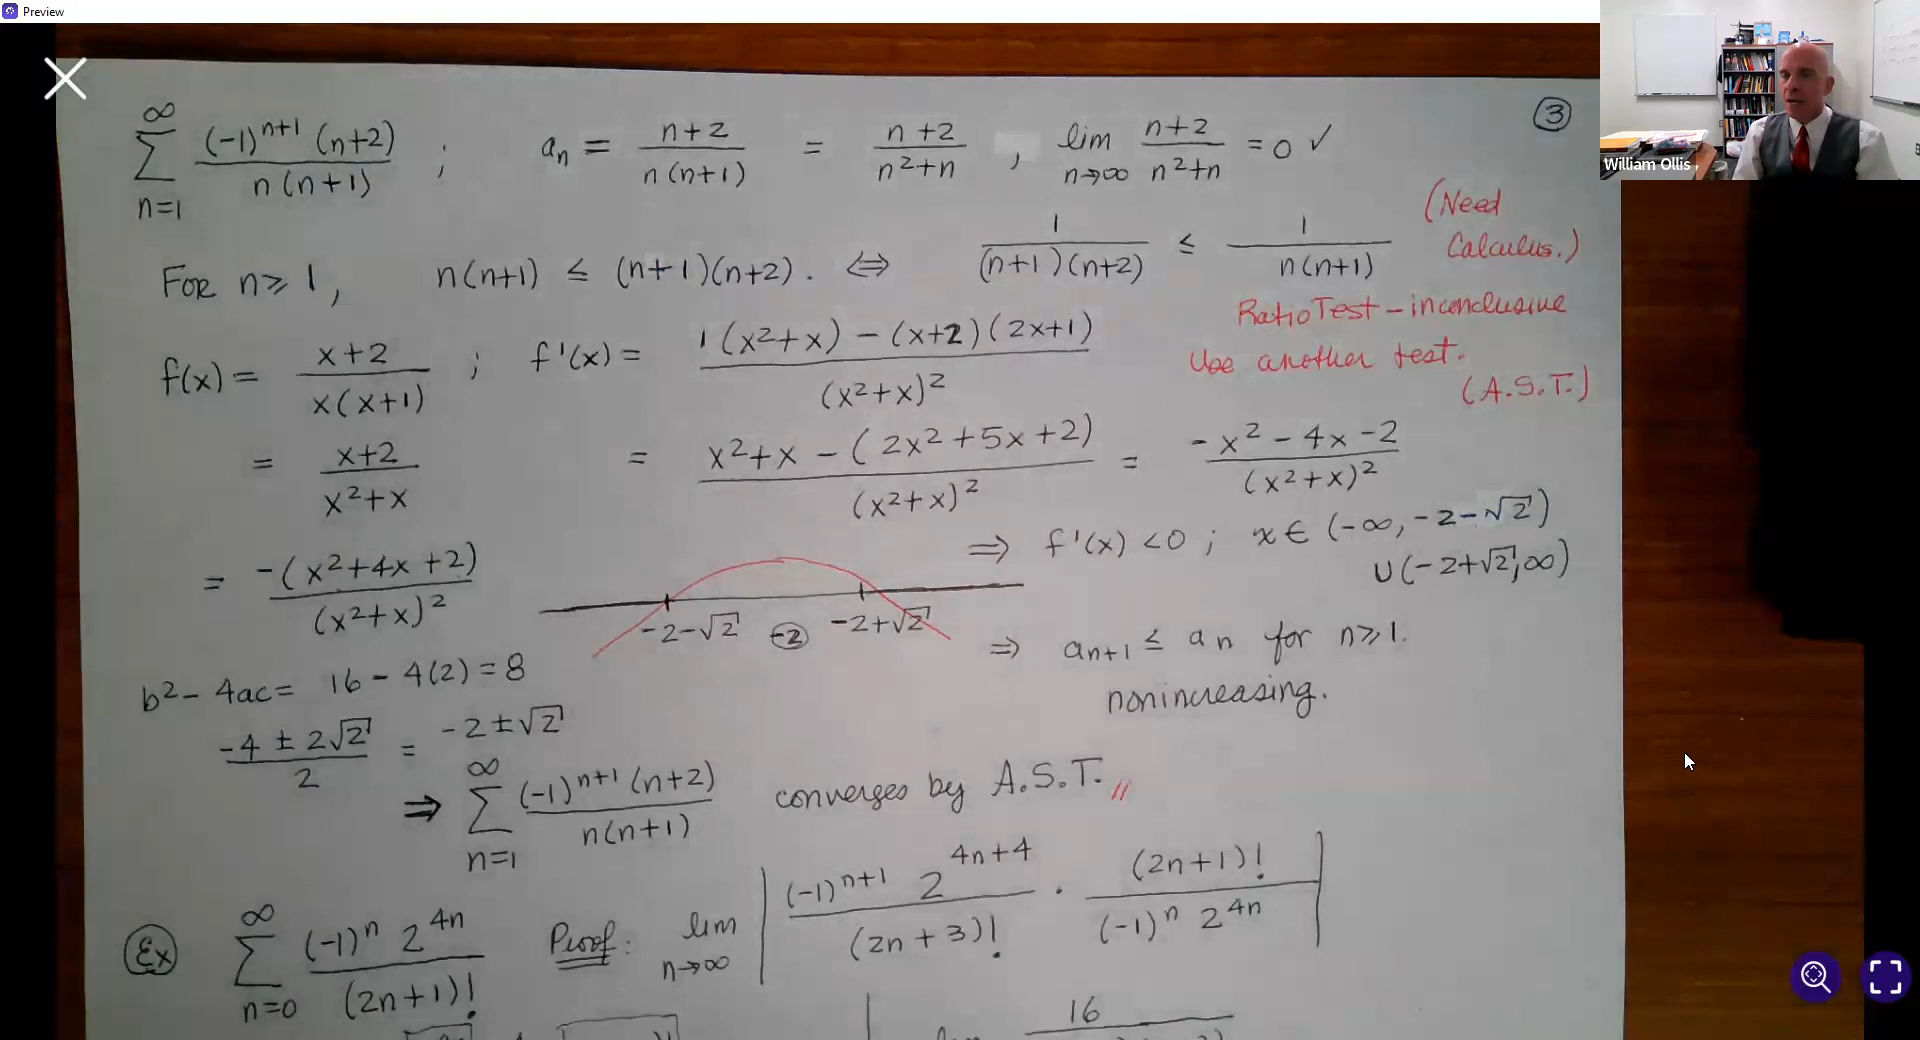 Preview
William Ollis
③
∞ Σ n=1 (-1)^{n+1} (n+2) / n(n+1) ; a_n = n+2 / n(n+1) = n+2 / n²+n , lim n→∞ n+2 / n²+n = 0 ✓
(Need
Calculus.)
For n ≥ 1, n(n+1) ≤ (n+1)(n+2). ⇔ 1 / (n+1)(n+2) ≤ 1 / n(n+1)
Ratio Test – inconclusive
Use another test.
(A.S.T.)
f(x) = x+2 / x(x+1) ; f'(x) = 1(x²+x) – (x+2)(2x+1) / (x²+x)²
= x+2 / x²+x = x²+x – (2x²+5x+2) / (x²+x)² = -x² – 4x – 2 / (x²+x)²
⇒ f'(x) < 0 ; x ∈ (-∞, -2-√2)
∪ (-2+√2, ∞)
= -(x²+4x+2) / (x²+x)²
-2-√2 -2 -2+√2
⇒ a_{n+1} ≤ a_n for n ≥ 1.
nonincreasing.
b² – 4ac = 16 – 4(2) = 8
-4 ± 2√2 / 2 = -2 ± √2
⇒ ∞ Σ n=1 (-1)^{n+1} (n+2) / n(n+1) converges by A.S.T. //
Ex ∞ Σ n=0 (-1)^n 2^{4n} / (2n+1)! Proof: lim n→∞ | (-1)^{n+1} 2^{4n+4} / (2n+3)! · (2n+1)! / (-1)^n 2^{4n} |
16